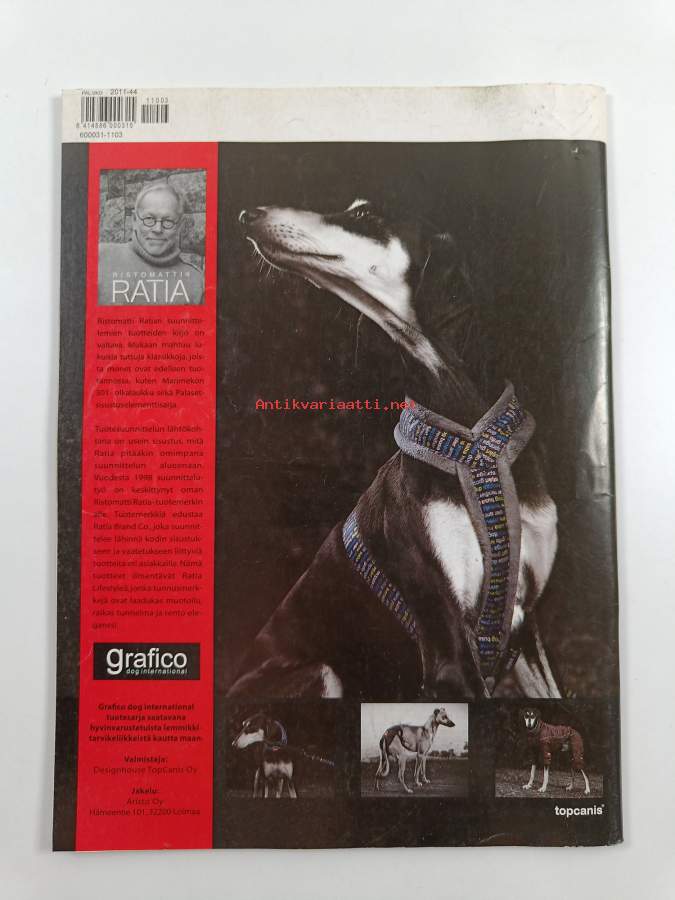 PALUKO 2011-44
11003
6 414886 000316
600031-1103
RISTOMATTI®
RATIA
Ristomatti Ratian suunnitte-
lemien tuotteiden kirjo on
valtava. Mukaan mahtuu lu-
kuisia tuttuja klassikkoja, jois-
ta monet ovat edelleen tuo-
tannossa, kuten Marimekon
501 -olkalaukku sekä Palaset-
sisustuselementtisarja.
Tuotesuunnittelun lähtökoh-
tana on usein sisustus, mitä
Ratia pitääkin omimpana
suunnittelun alueenaan.
Vuodesta 1998 suunnittelu-
työ on keskittynyt oman
Ristomatti Ratia -tuotemerkin
alle. Tuotemerkkiä edustaa
Ratia Brand Co., joka suunnit-
telee lähinnä kodin sisustuk-
seen ja vaatetukseen liittyviä
tuotteita eri asiakkaille. Nämä
tuotteet ilmentävät Ratia
Lifestyleä, jonka tunnusmerk-
kejä ovat laadukas muotoilu,
raikas tunnelma ja rento ele-
ganssi.
Antikvariaatti.net
grafico
dog international
Grafico dog international
tuotesarja saatavana
hyvinvarustetuista lemmikki-
tarvikeliikkeistä kautta maan.
Valmistaja:
Designhouse TopCanis Oy
Jakelu:
Aristo Oy
Hämeentie 101, 32200 Loimaa
topcanis®